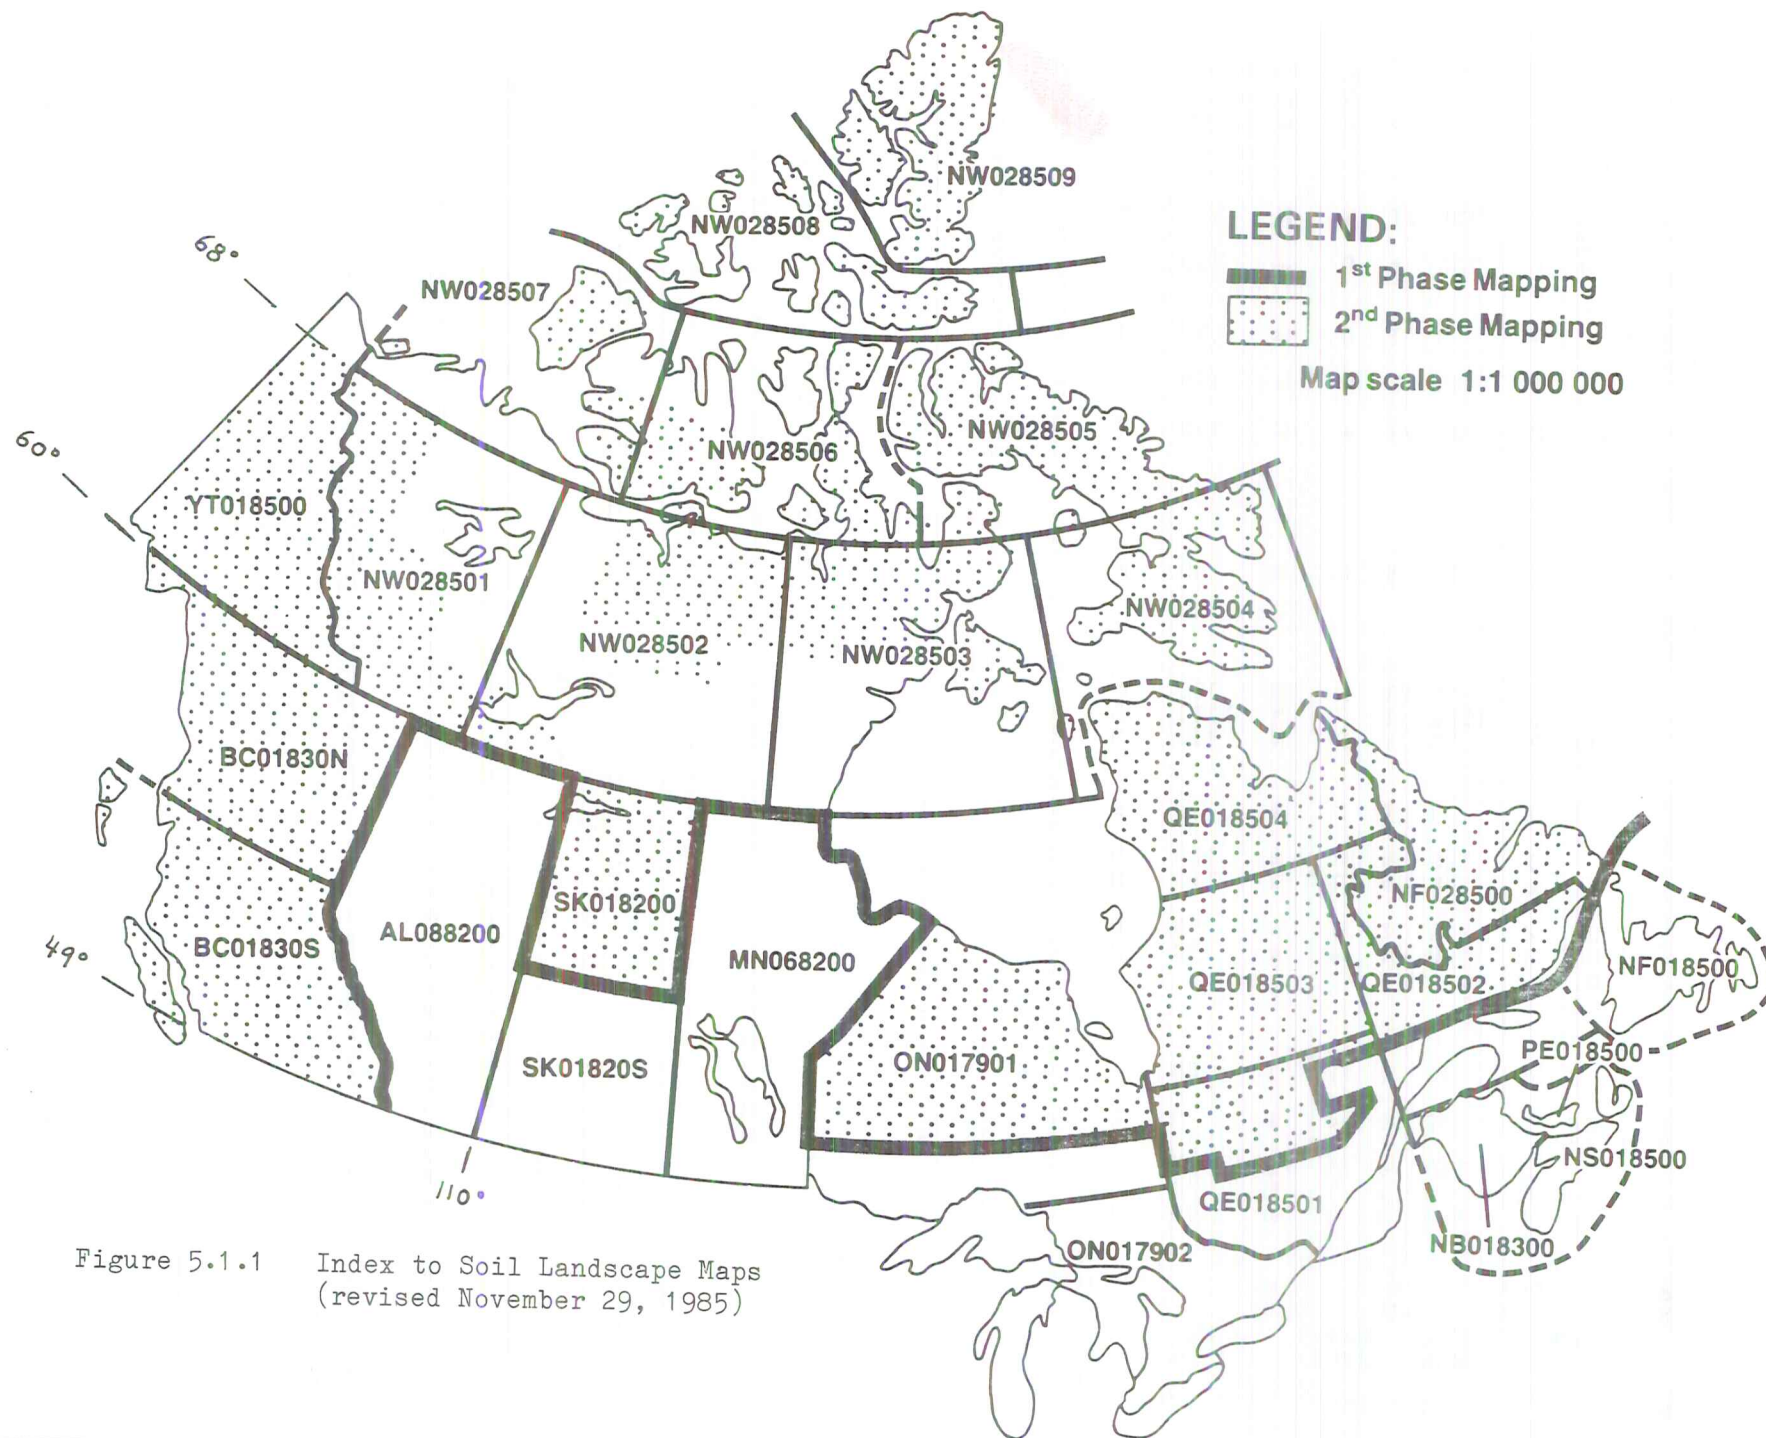 NW028509
NW028508
LEGEND:
1st Phase Mapping
2nd Phase Mapping
Map scale 1:1 000 000
68°
NW028507
NW028505
NW028506
60°
YT018500
NW028501
NW028504
NW028502
NW028503
BC01830N
QE018504
SK018200
NF028500
AL088200
BC01830S
49°
MN068200
NF018500
QE018503
QE018502
PE018500
ON017901
SK01820S
NS018500
110°
QE018501
NB018300
ON017902
Figure 5.1.1 Index to Soil Landscape Maps
(revised November 29, 1985)